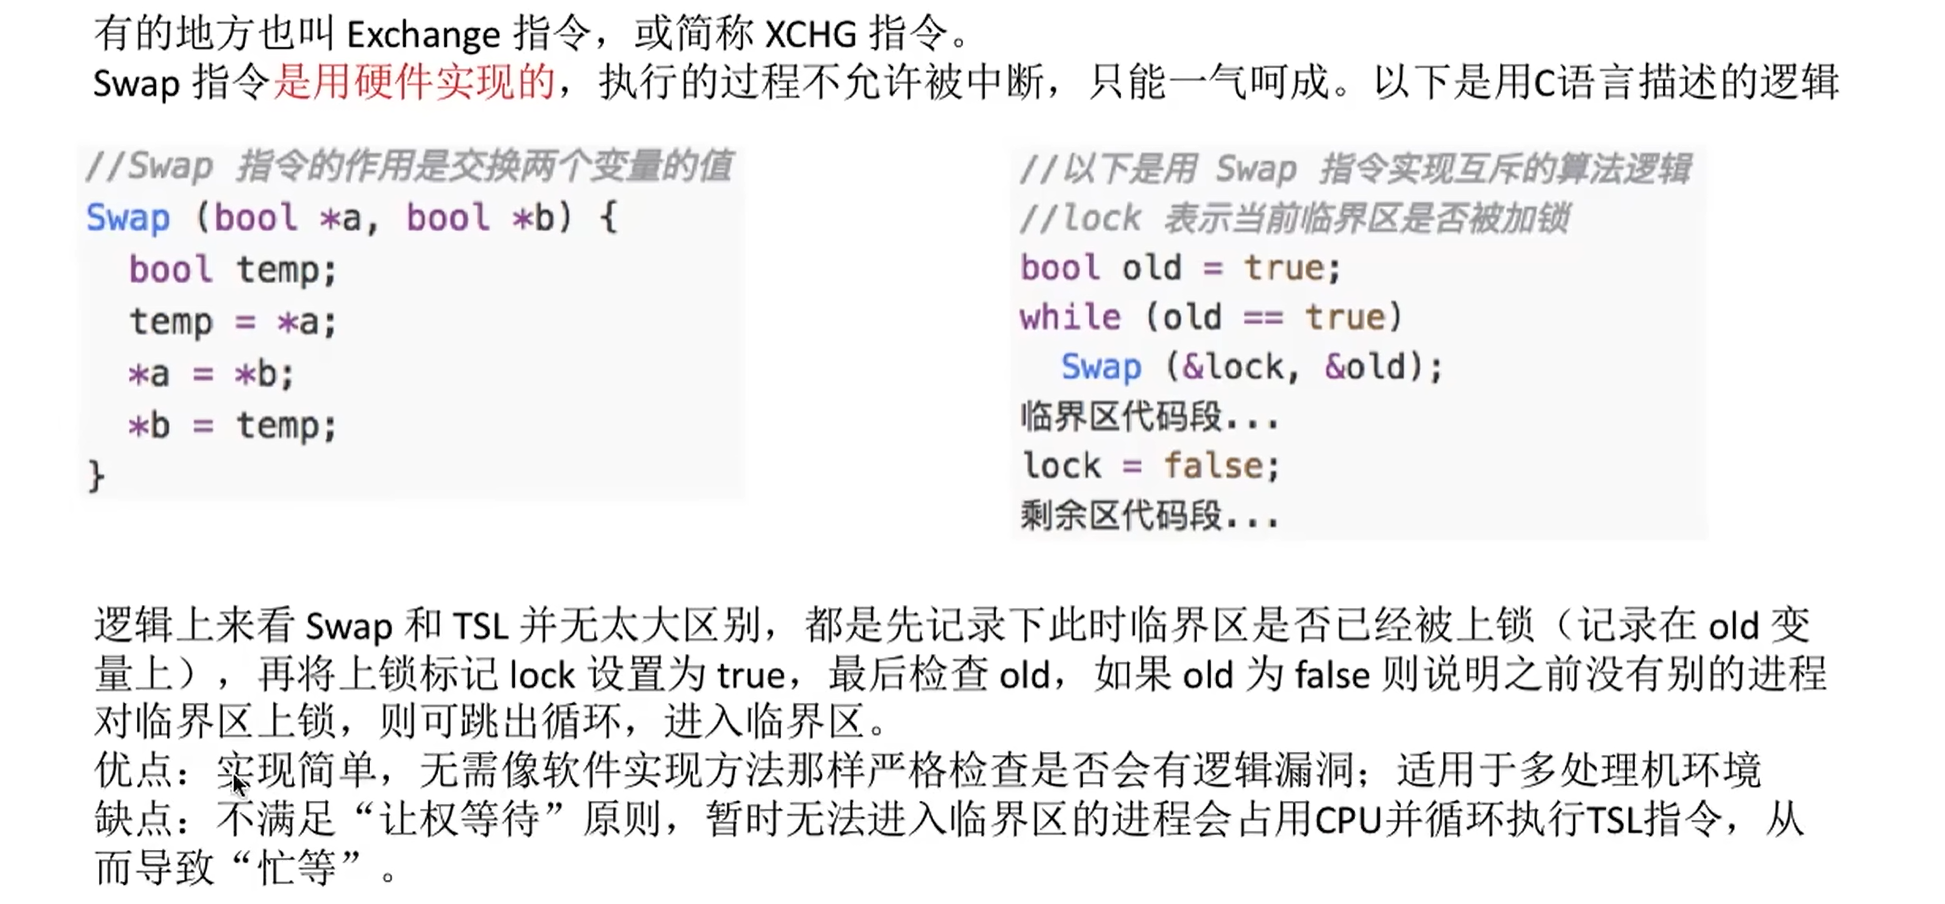 有的地方也叫 Exchange 指令，或简称 XCHG 指令。
Swap 指令是用硬件实现的，执行的过程不允许被中断，只能一气呵成。以下是用C语言描述的逻辑
//Swap 指令的作用是交换两个变量的值
Swap (bool *a, bool *b) {
  bool temp;
  temp = *a;
  *a = *b;
  *b = temp;
}
//以下是用 Swap 指令实现互斥的算法逻辑
//lock 表示当前临界区是否被加锁
bool old = true;
while (old == true)
  Swap (&lock, &old);
临界区代码段...
lock = false;
剩余区代码段...
逻辑上来看 Swap 和 TSL 并无太大区别，都是先记录下此时临界区是否已经被上锁（记录在 old 变
量上），再将上锁标记 lock 设置为 true，最后检查 old，如果 old 为 false 则说明之前没有别的进程
对临界区上锁，则可跳出循环，进入临界区。
优点：实现简单，无需像软件实现方法那样严格检查是否会有逻辑漏洞；适用于多处理机环境
缺点：不满足“让权等待”原则，暂时无法进入临界区的进程会占用CPU并循环执行TSL指令，从
而导致“忙等”。